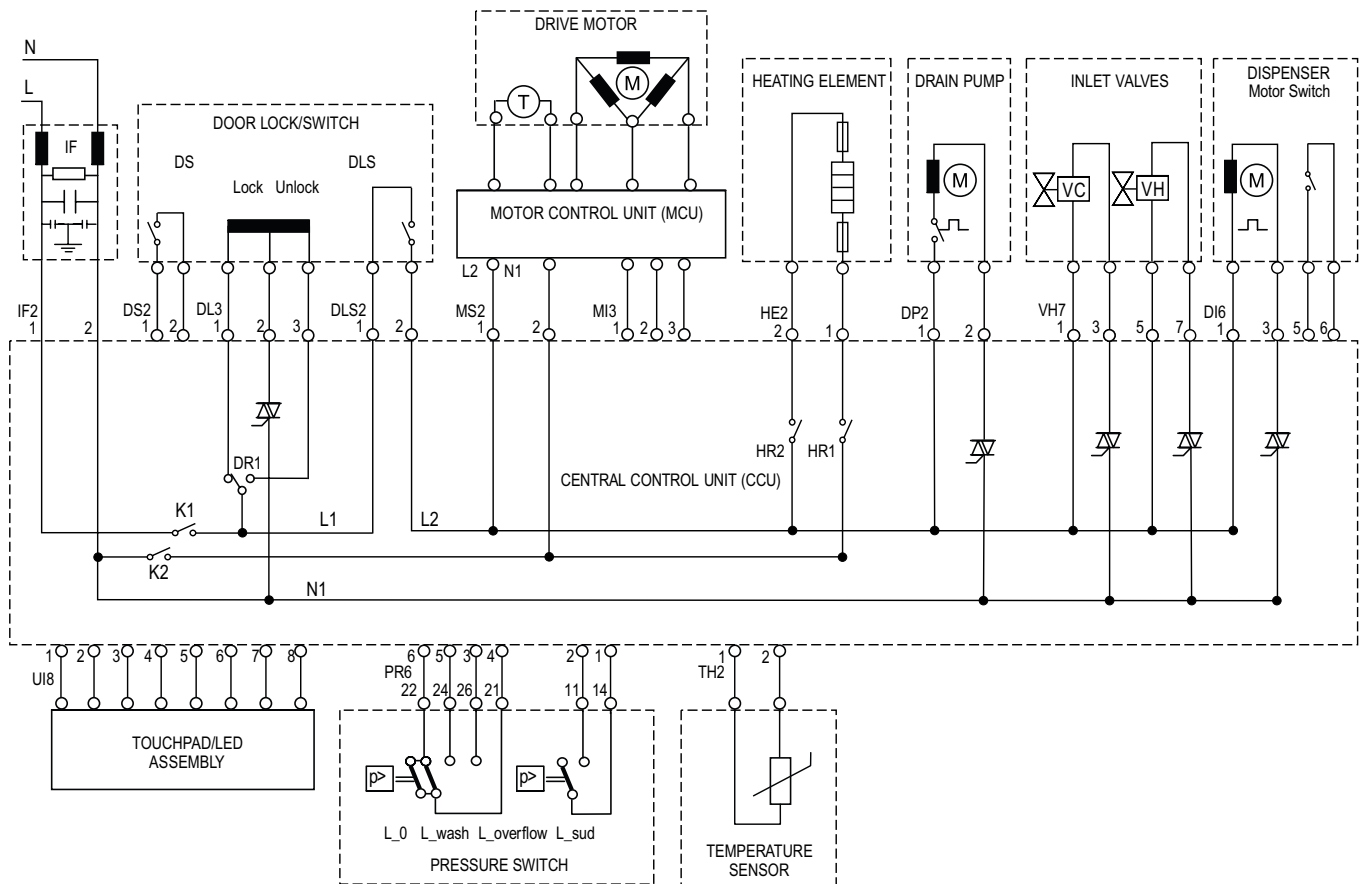 N
L
DRIVE MOTOR
HEATING ELEMENT
DRAIN PUMP
INLET VALVES
DISPENSER
Motor Switch
DOOR LOCK/SWITCH
IF
DS
DLS
Lock Unlock
T
M
M
VC
VH
M
MOTOR CONTROL UNIT (MCU)
L2 N1
IF2
1
2
DS2
1
2
DL3
1
2
3
DLS2
1
2
MS2
1
2
MI3
1
2
3
HE2
2
1
DP2
1
2
VH7
1
3
5
7
DI6
1
3
5
6
HR2
HR1
DR1
CENTRAL CONTROL UNIT (CCU)
K1
L1
L2
K2
N1
UI8
1
2
3
4
5
6
7
8
PR6
6
5
3
4
2
1
22
24
26
21
11
14
TH2
1
2
TOUCHPAD/LED
ASSEMBLY
p>
p>
L_0 L_wash L_overflow L_sud
PRESSURE SWITCH
TEMPERATURE
SENSOR